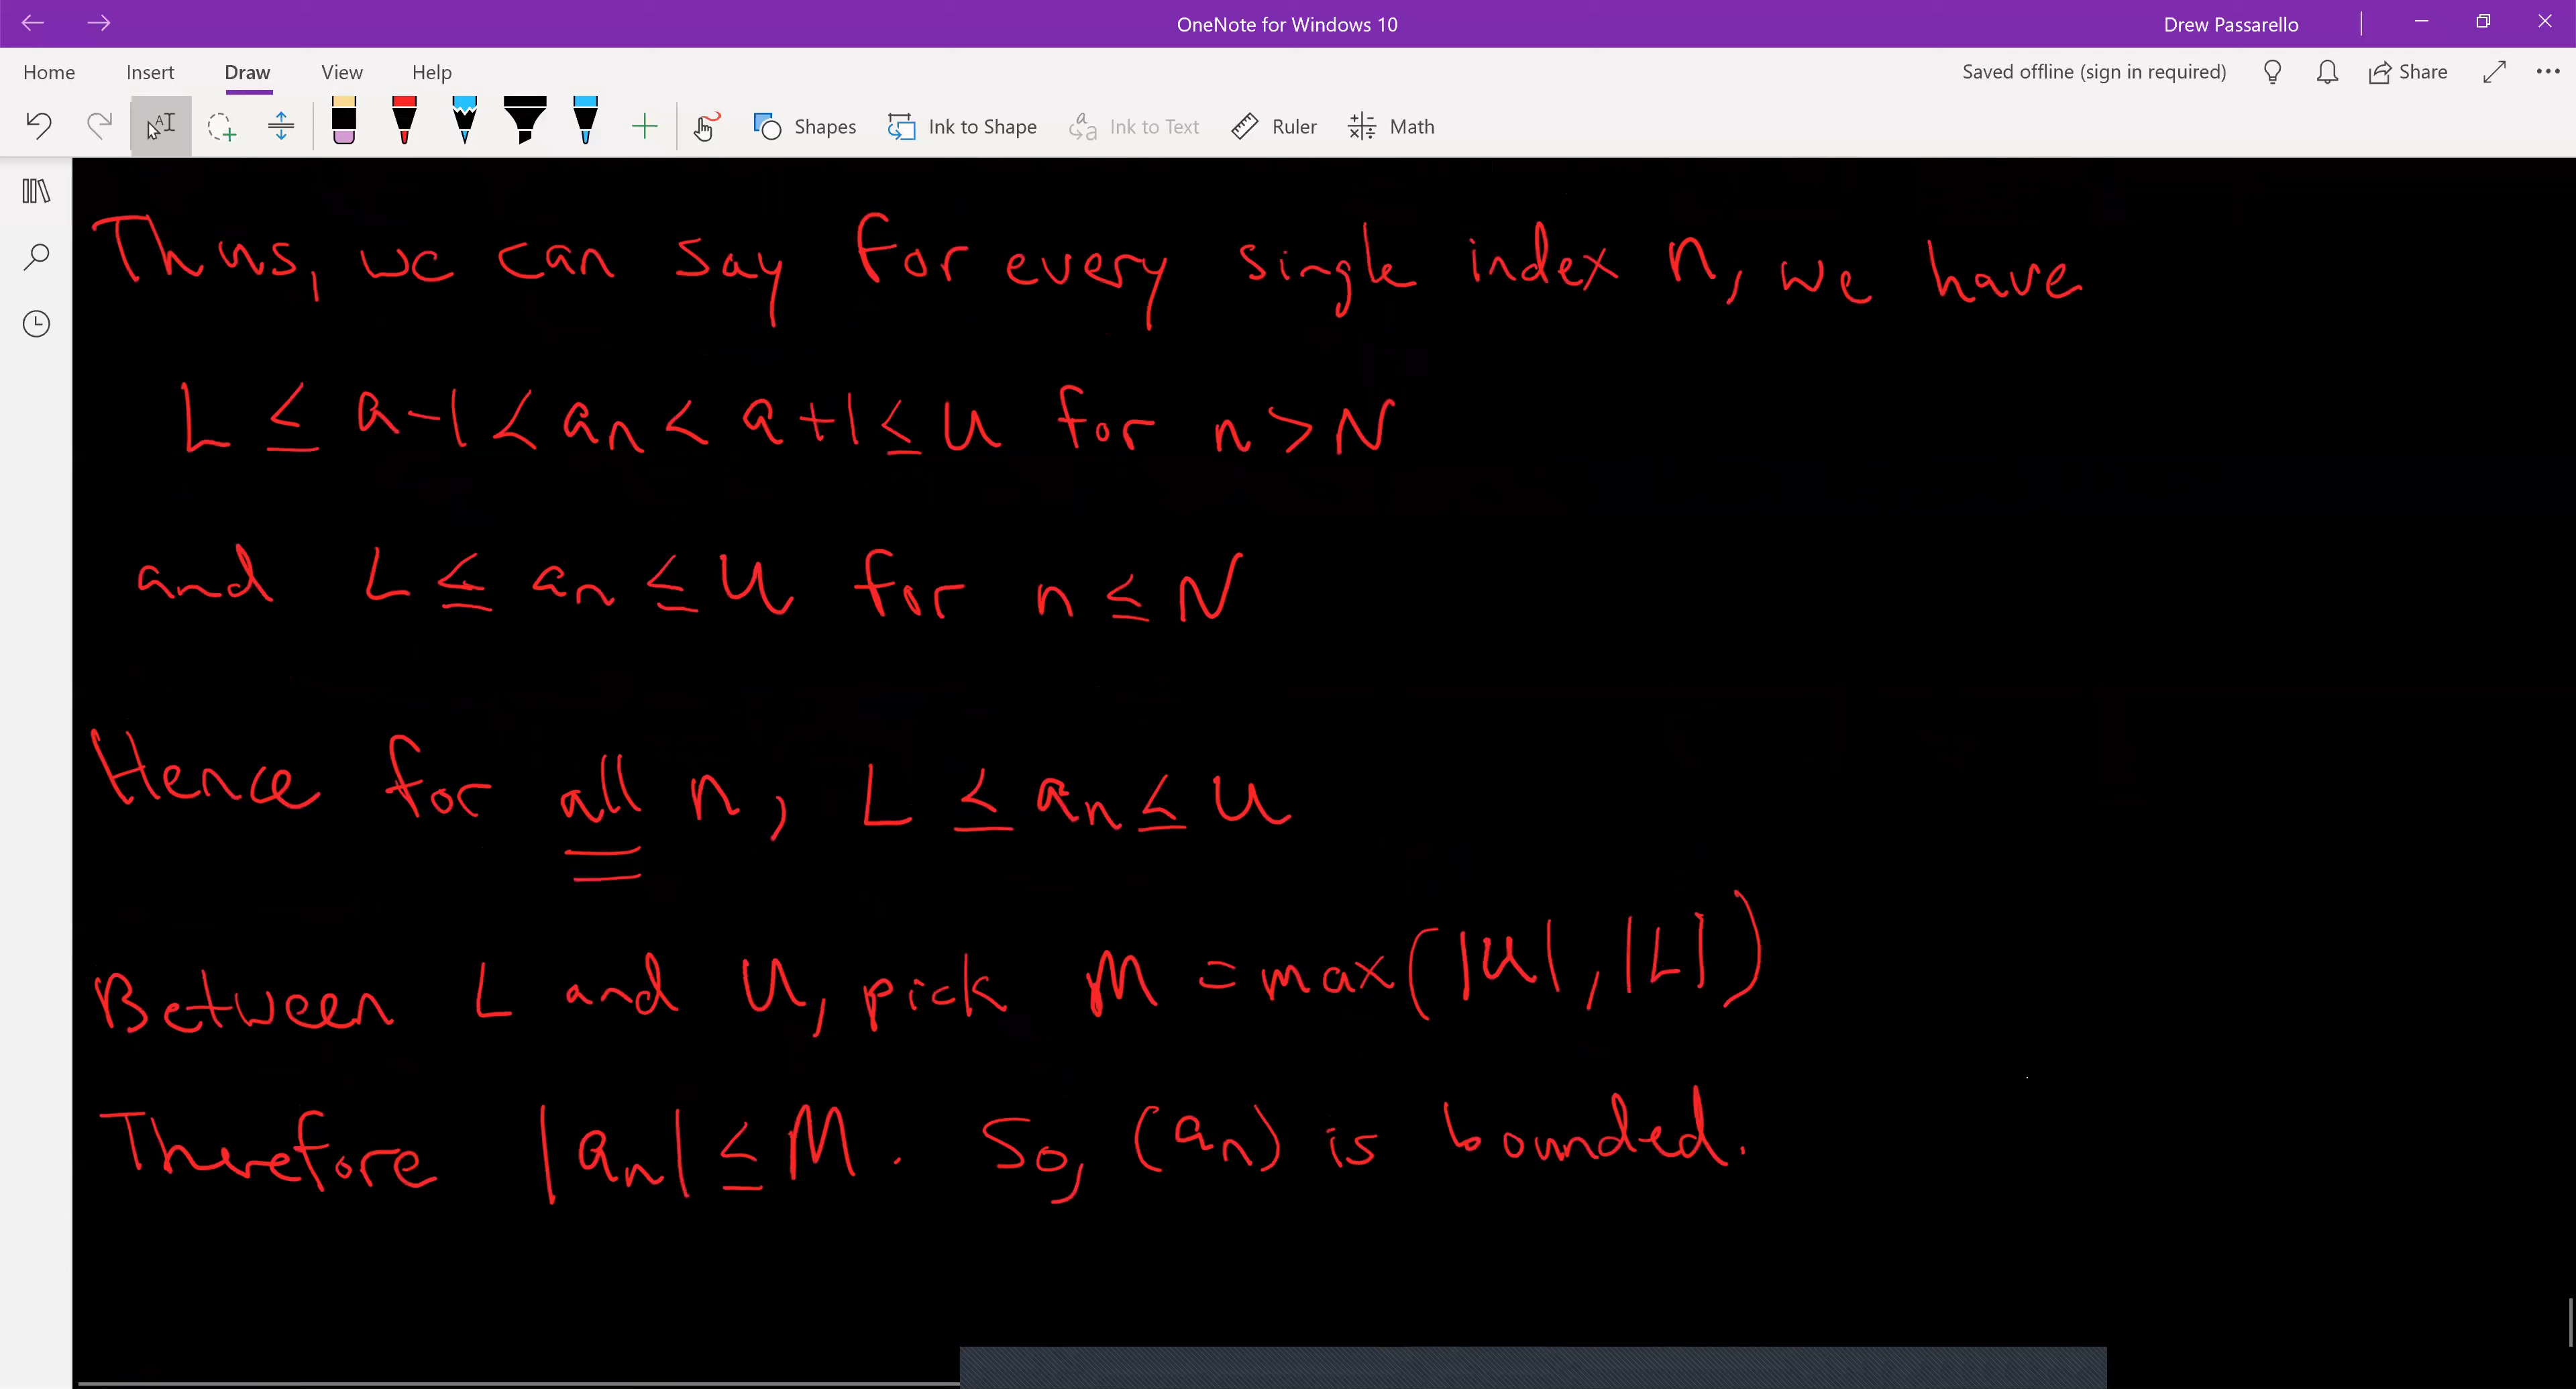 OneNote for Windows 10
Drew Passarello
Home Insert Draw View Help
Saved offline (sign in required) Share
Shapes Ink to Shape Ink to Text Ruler Math
Thus, we can say for every single index n, we have
L ≤ a-1 < aₙ < a+1 ≤ U for n > N
and L ≤ aₙ ≤ U for n ≤ N
Hence for all n, L ≤ aₙ ≤ U
Between L and U, pick M = max(|U|, |L|)
Therefore |aₙ| ≤ M. So, (aₙ) is bounded.